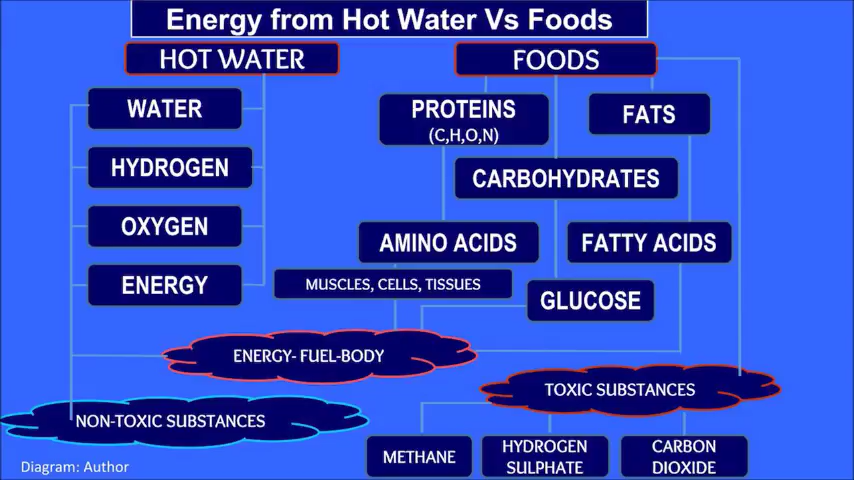 Energy from Hot Water Vs Foods
HOT WATER
WATER
HYDROGEN
OXYGEN
ENERGY
FOODS
PROTEINS
(C,H,O,N)
FATS
CARBOHYDRATES
AMINO ACIDS
FATTY ACIDS
MUSCLES, CELLS, TISSUES
GLUCOSE
ENERGY- FUEL-BODY
NON-TOXIC SUBSTANCES
TOXIC SUBSTANCES
METHANE
HYDROGEN
SULPHATE
CARBON
DIOXIDE
Diagram: Author